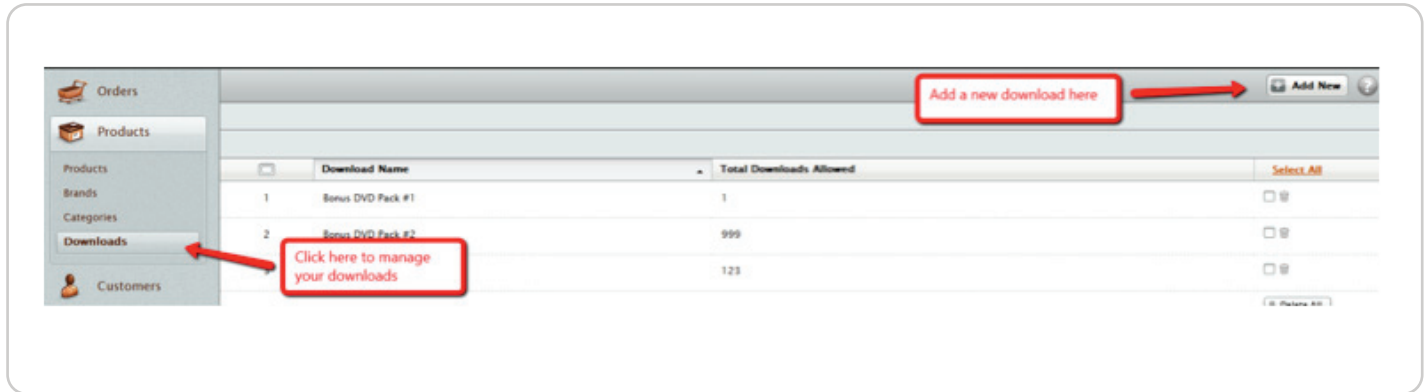 Orders
Add a new download here
Add New
Products
Products
Download Name
Total Downloads Allowed
Select All
Brands
1
Bonus DVD Pack #1
1
Categories
2
Bonus DVD Pack #2
999
Downloads
Click here to manage
your downloads
123
Customers
Delete All